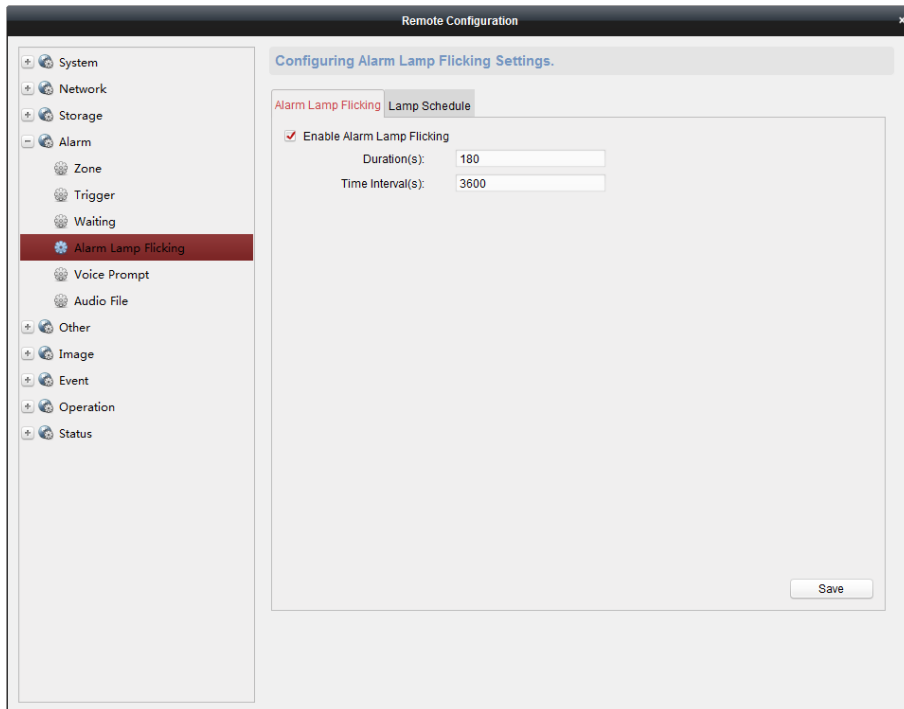 Remote Configuration
System
Network
Storage
Alarm
Zone
Trigger
Waiting
Alarm Lamp Flicking
Voice Prompt
Audio File
Other
Image
Event
Operation
Status
Configuring Alarm Lamp Flicking Settings.
Alarm Lamp Flicking Lamp Schedule
Enable Alarm Lamp Flicking
Duration(s): 180
Time Interval(s): 3600
Save